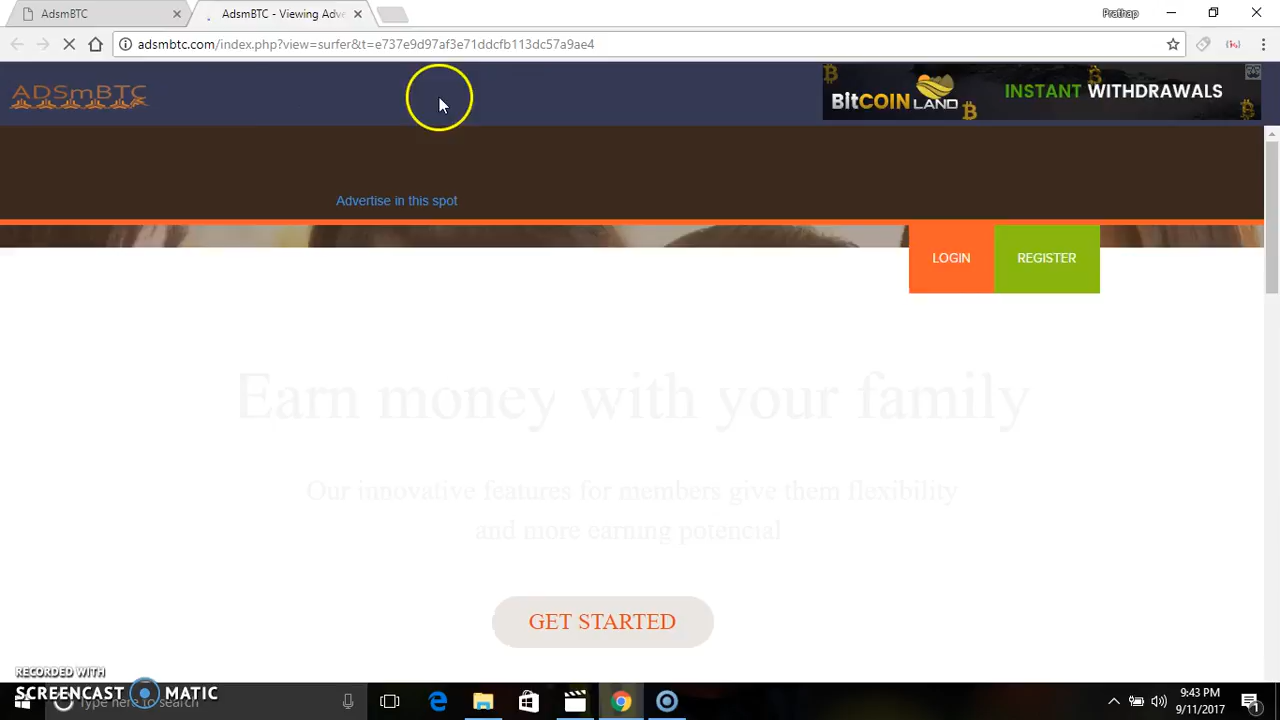 AdsmBTC
AdsmBTC - Viewing Adve
Prathap
adsmbtc.com/index.php?view=surfer&t=e737e9d97af3e71ddcfb113dc57a9ae4
ADSmBTC
BitCOIN LAND
INSTANT WITHDRAWALS
Advertise in this spot
LOGIN
REGISTER
Earn money with your family
Our innovative features for members give them flexibility
and more earning potencial
GET STARTED
RECORDED WITH
SCREENCAST MATIC
Type here to search
9:43 PM
9/11/2017